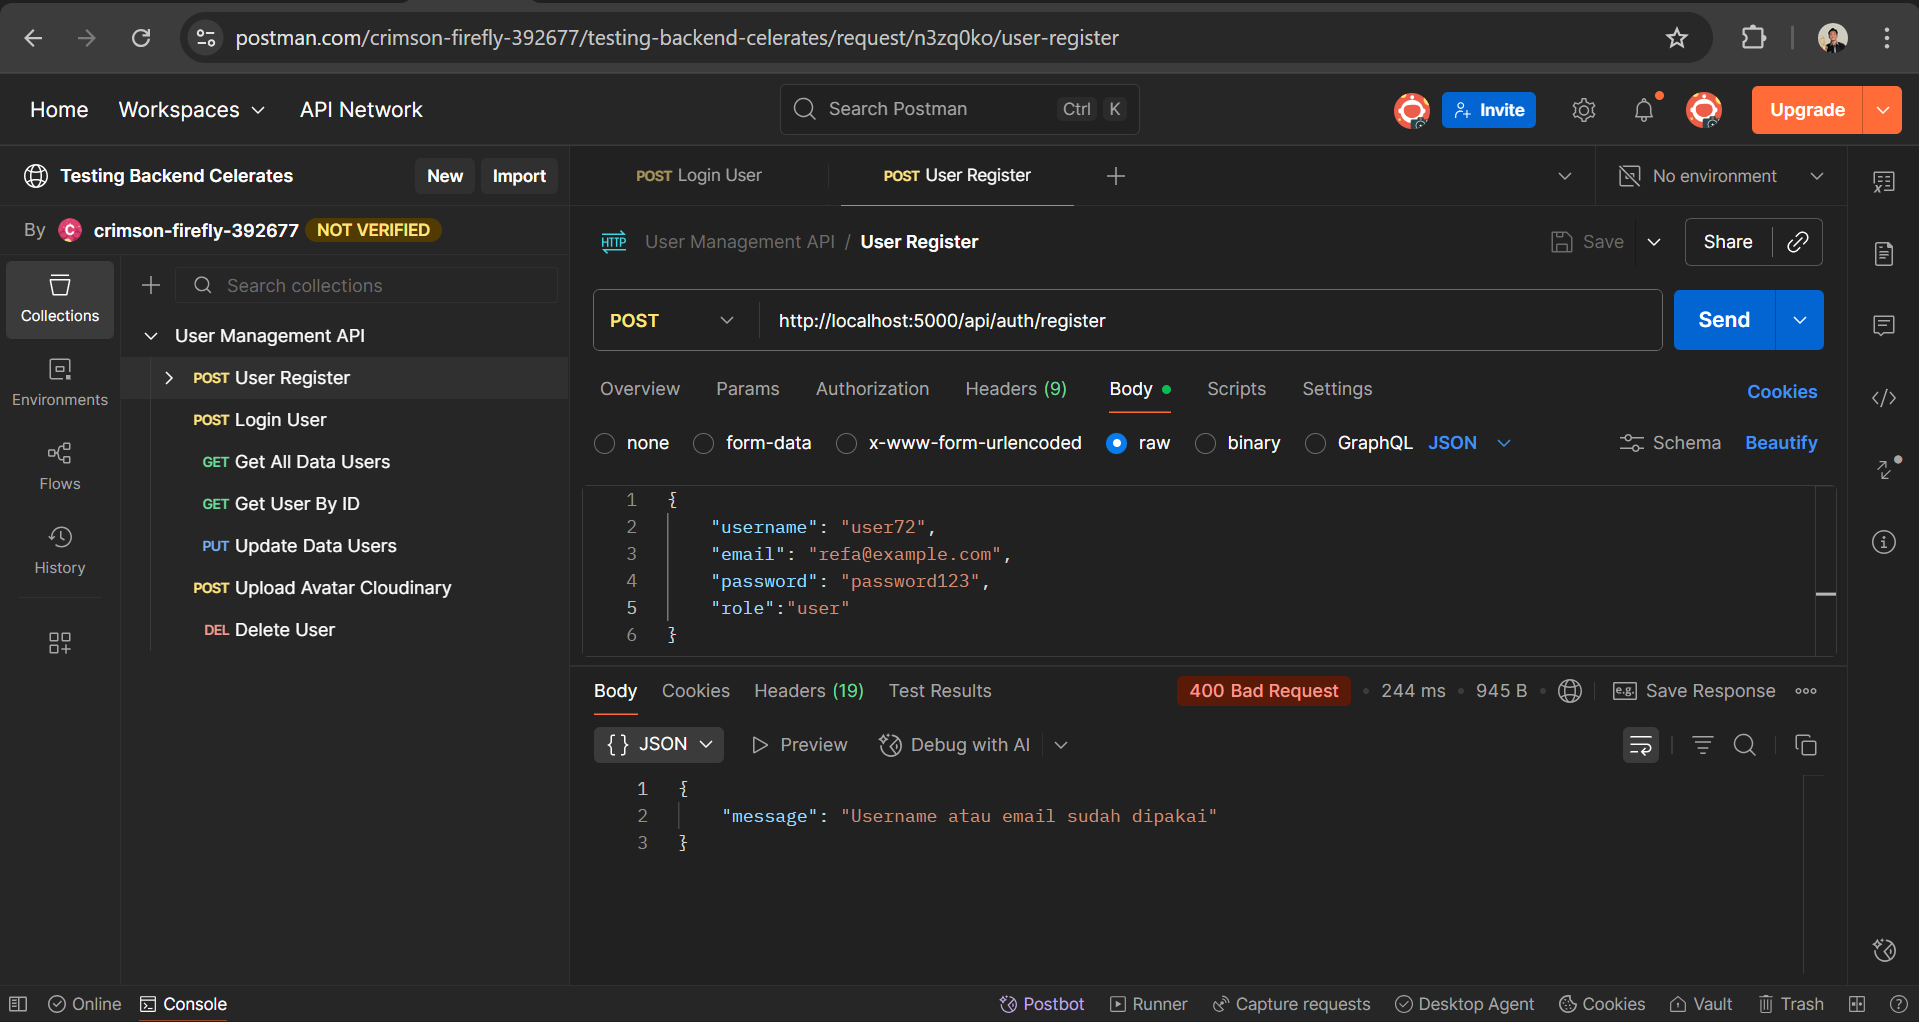 postman.com/crimson-firefly-392677/testing-backend-celerates/request/n3zq0ko/user-register
Home Workspaces API Network Search Postman Ctrl K Invite Upgrade
Testing Backend Celerates New Import
POST Login User POST User Register No environment
By C crimson-firefly-392677 NOT VERIFIED
HTTP User Management API / User Register Save Share
Collections
Search collections
Environments
Flows
History
User Management API
POST User Register
POST Login User
GET Get All Data Users
GET Get User By ID
PUT Update Data Users
POST Upload Avatar Cloudinary
DEL Delete User
POST http://localhost:5000/api/auth/register Send
Overview Params Authorization Headers (9) Body Scripts Settings Cookies
none form-data x-www-form-urlencoded raw binary GraphQL JSON Schema Beautify
1 {
2 "username": "user72",
3 "email": "refa@example.com",
4 "password": "password123",
5 "role":"user"
6 }
Body Cookies Headers (19) Test Results 400 Bad Request 244 ms 945 B e.g. Save Response
{} JSON Preview Debug with AI
1 {
2 "message": "Username atau email sudah dipakai"
3 }
Online Console Postbot Runner Capture requests Desktop Agent Cookies Vault Trash